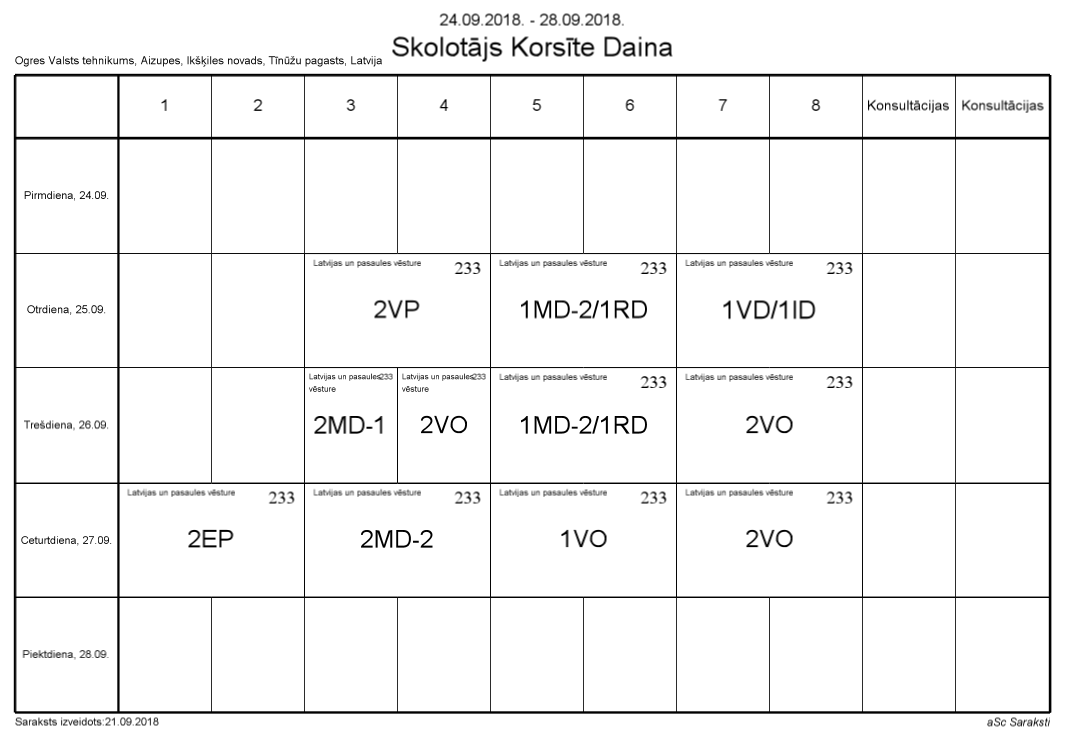 24.09.2018. - 28.09.2018.
Skolotājs Korsīte Daina
Ogres Valsts tehnikums, Aizupes, Ikšķiles novads, Tīnūžu pagasts, Latvija
1 2 3 4 5 6 7 8 Konsultācijas Konsultācijas
Pirmdiena, 24.09.
Latvijas un pasaules vēsture 233 Latvijas un pasaules vēsture 233 Latvijas un pasaules vēsture 233
Otrdiena, 25.09. 2VP 1MD-2/1RD 1VD/1ID
Latvijas un pasaules 233 Latvijas un pasaules 233 Latvijas un pasaules vēsture 233 Latvijas un pasaules vēsture 233
vēsture vēsture
Trešdiena, 26.09. 2MD-1 2VO 1MD-2/1RD 2VO
Latvijas un pasaules vēsture 233 Latvijas un pasaules vēsture 233 Latvijas un pasaules vēsture 233 Latvijas un pasaules vēsture 233
Ceturtdiena, 27.09. 2EP 2MD-2 1VO 2VO
Piektdiena, 28.09.
Saraksts izveidots:21.09.2018 aSc Saraksti